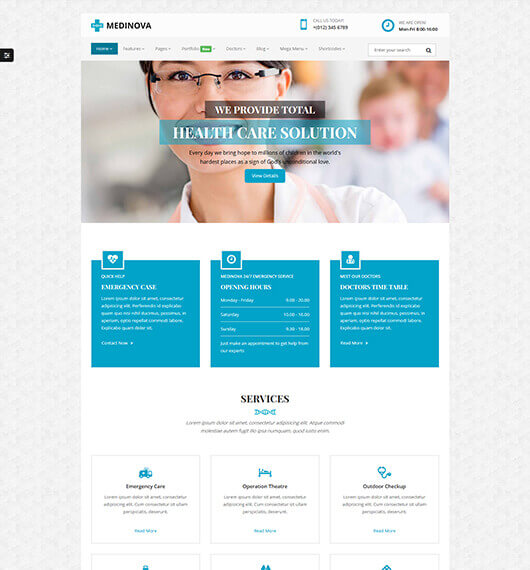 MEDINOVA
CALL US TODAY!
+(012) 345 6789
WE ARE OPEN!
Mon-Fri 8:00-16:00
Home Features Pages Portfolio New Doctors Blog Mega Menu Shortcodes
Enter your search
WE PROVIDE TOTAL
HEALTH CARE SOLUTION
Every day we bring hope to millions of children in the world's
hardest places as a sign of God's unconditional love.
View Details
QUICK HELP
EMERGENCY CASE
Lorem ipsum dolor sit amet, consectetur
adipisicing elit. Perferendis id explicabo
quas nisi nihil ducimus, possimus, in
aperiam optio nemo commodi labore.
Explicabo quam dolor sit.
Contact Now
MEDINOVA 24/7 EMERGENCY SERVICE
OPENING HOURS
Monday - Friday 9.00 - 20.00
Saturday 10.00 - 16.00
Sunday 9.30 - 18.00
Just make an appointment to get help from
our experts
MEET OUR DOCTORS
DOCTORS TIME TABLE
Lorem ipsum dolor sit amet, consectetur
adipisicing elit. Perferendis id explicabo
quas nisi nihil ducimus, possimus, in
aperiam optio nemo commodi labore.
Explicabo quam dolor sit.
Read More
SERVICES
Lorem ipsum dolor sit amet, consectetur adipisicing elit. Atque commodi
molestiae autem fugit illo ipsum numquam, quod iusto enim.
Emergency Care
Lorem ipsum dolor sit amet, consectetur
adipisicing elit. Cum consectetur sit
ullam perspiciatis, deserunt.
Read More
Operation Theatre
Lorem ipsum dolor sit amet, consectetur
adipisicing elit. Cum consectetur sit
ullam perspiciatis, deserunt.
Read More
Outdoor Checkup
Lorem ipsum dolor sit amet, consectetur
adipisicing elit. Cum consectetur sit
ullam perspiciatis, deserunt.
Read More